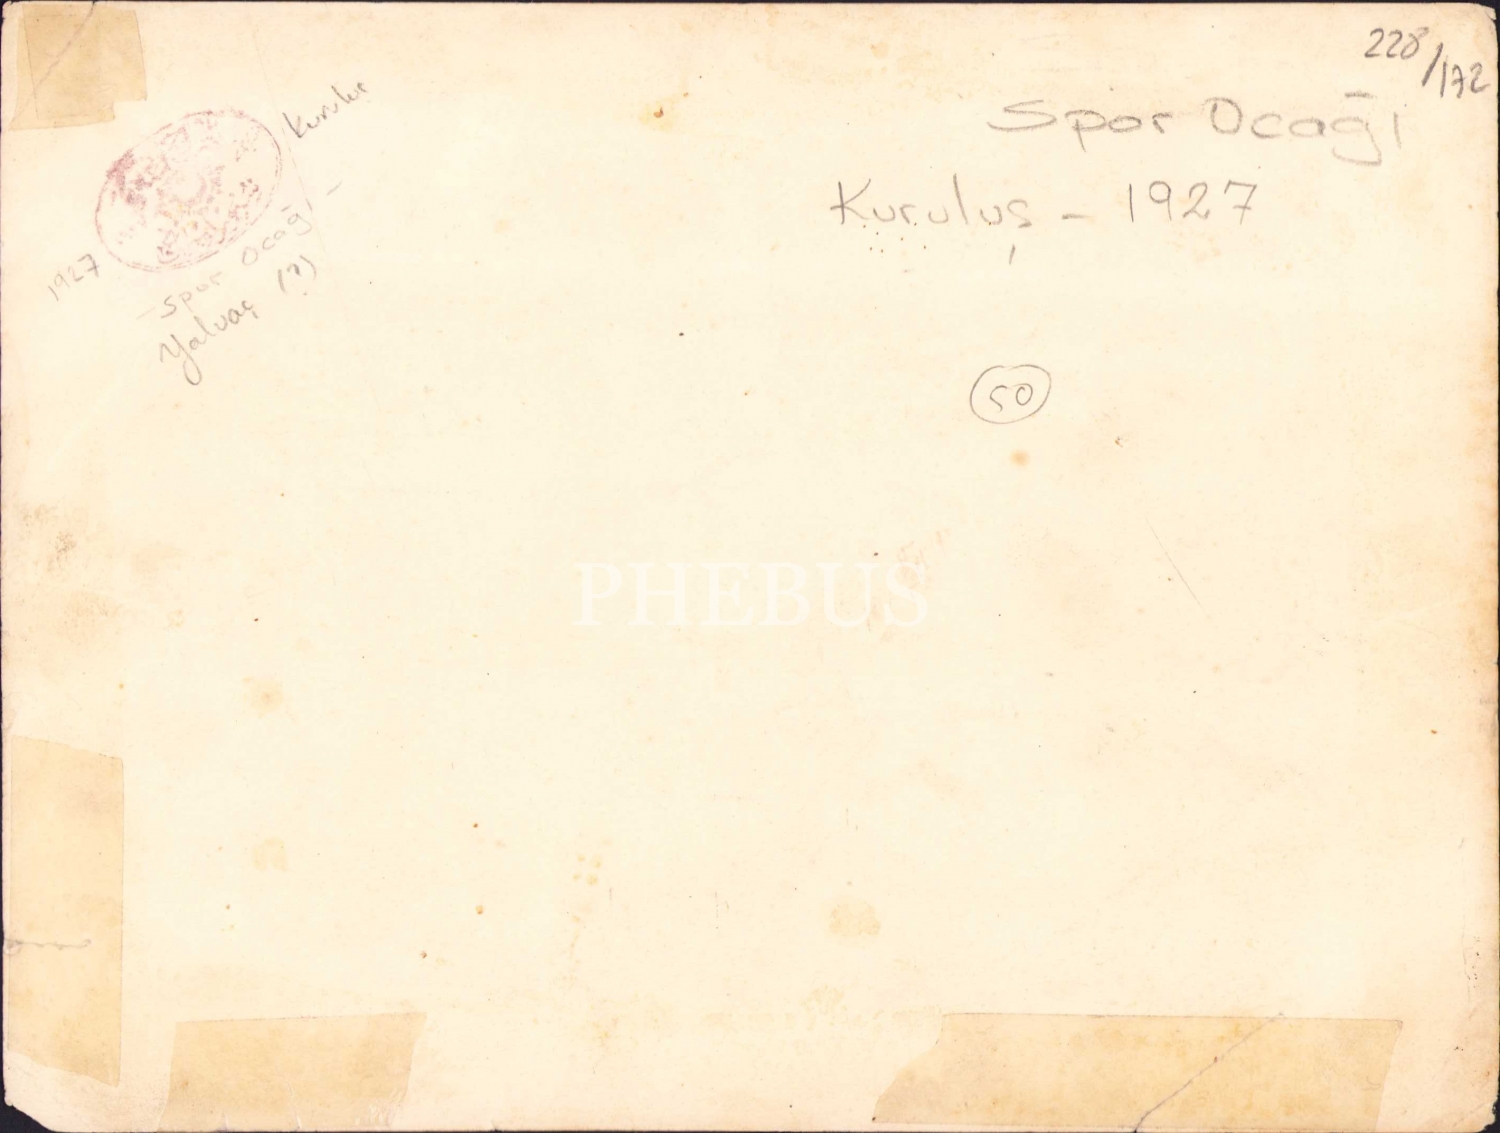 228/172
Spor Ocağı
Kuruluş - 1927
Kuruluş
1927
Spor Ocağı -
Yalvaç (?)
50
PHEBUS